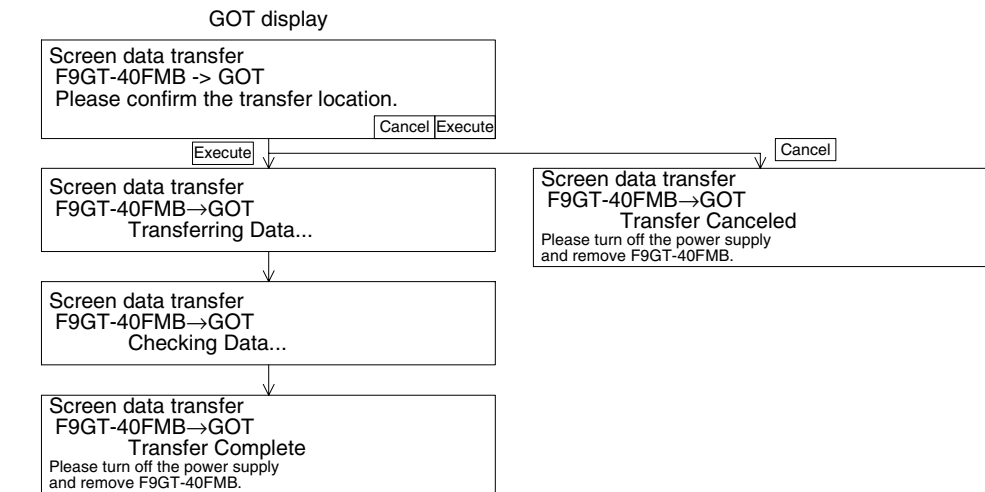 GOT display
Screen data transfer
F9GT-40FMB -> GOT
Please confirm the transfer location.
Cancel Execute
Execute
Cancel
Screen data transfer
F9GT-40FMB→GOT
Transferring Data...
Screen data transfer
F9GT-40FMB→GOT
Transfer Canceled
Please turn off the power supply
and remove F9GT-40FMB.
Screen data transfer
F9GT-40FMB→GOT
Checking Data...
Screen data transfer
F9GT-40FMB→GOT
Transfer Complete
Please turn off the power supply
and remove F9GT-40FMB.